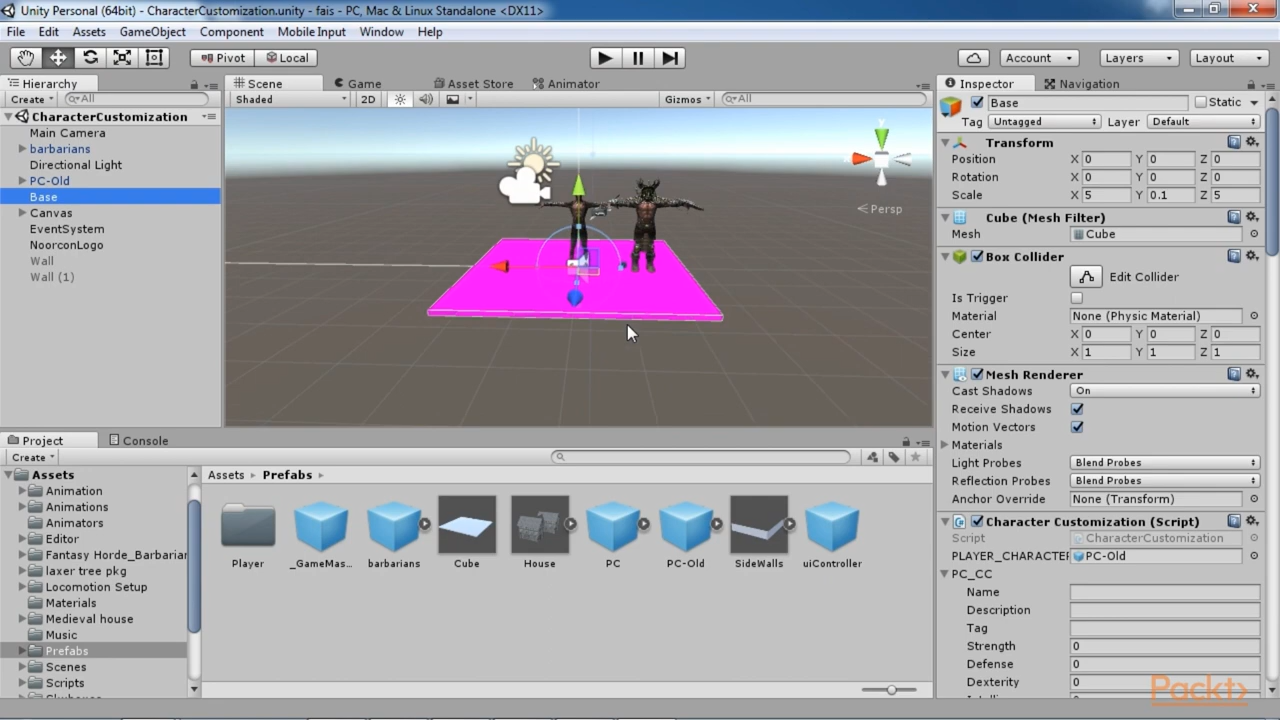 Unity Personal (64bit) - CharacterCustomization.unity - fais - PC, Mac & Linux Standalone <DX11>
File Edit Assets GameObject Component Mobile Input Window Help
Pivot Local Account Layers Layout
Hierarchy
Create All
CharacterCustomization
Main Camera
barbarians
Directional Light
PC-Old
Base
Canvas
EventSystem
NoorconLogo
Wall
Wall (1)
Scene Game Asset Store Animator
Shaded 2D Gizmos All
y
Persp
Inspector Navigation
Base Static
Tag Untagged Layer Default
Transform
Position X 0 Y 0 Z 0
Rotation X 0 Y 0 Z 0
Scale X 5 Y 0.1 Z 5
Cube (Mesh Filter)
Mesh Cube
Box Collider
Edit Collider
Is Trigger
Material None (Physic Material)
Center X 0 Y 0 Z 0
Size X 1 Y 1 Z 1
Mesh Renderer
Cast Shadows On
Receive Shadows
Motion Vectors
Materials
Light Probes Blend Probes
Reflection Probes Blend Probes
Anchor Override None (Transform)
Character Customization (Script)
Script CharacterCustomization
PLAYER_CHARACTER PC-Old
PC_CC
Name
Description
Tag
Strength 0
Defense 0
Dexterity 0
Project Console
Create
Assets
Animation
Animations
Animators
Editor
Fantasy Horde_Barbarian
laxer tree pkg
Locomotion Setup
Materials
Medieval house
Music
Prefabs
Scenes
Scripts
Assets Prefabs
Player _GameMas... barbarians Cube House PC PC-Old SideWalls uiController
Packt